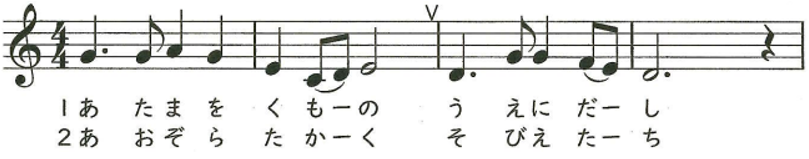 1あ たまを くもーの う えに だー し
2あ おぞら たかーく そ びえ たー ち